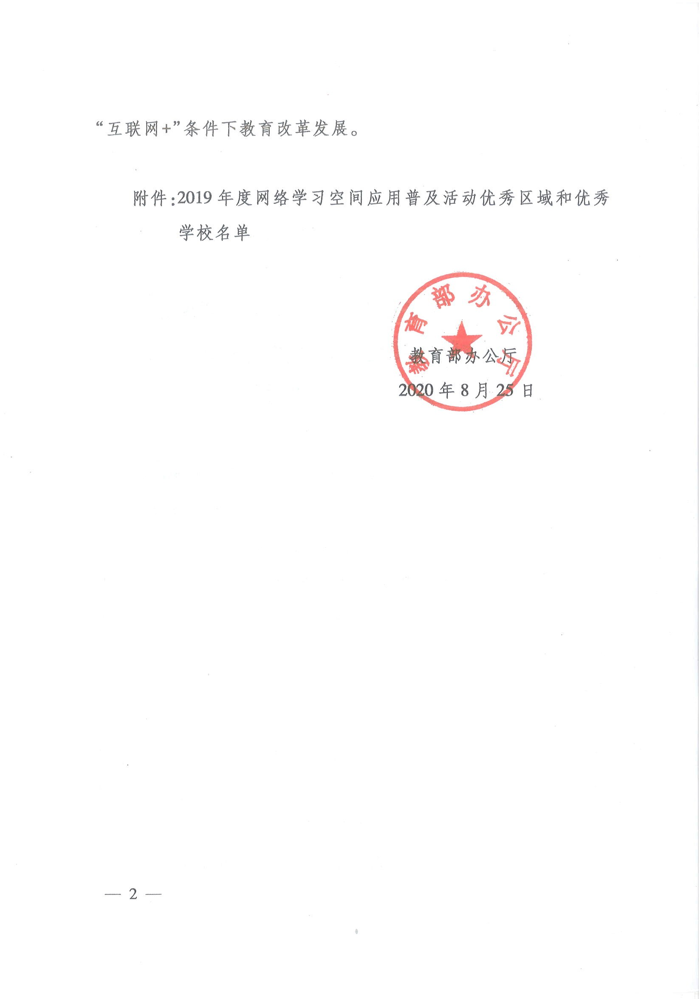 “互联网+”条件下教育改革发展。
附件:2019年度网络学习空间应用普及活动优秀区域和优秀
学校名单
教育部办公厅
教育部办公厅
2020年8月25日
— 2 —